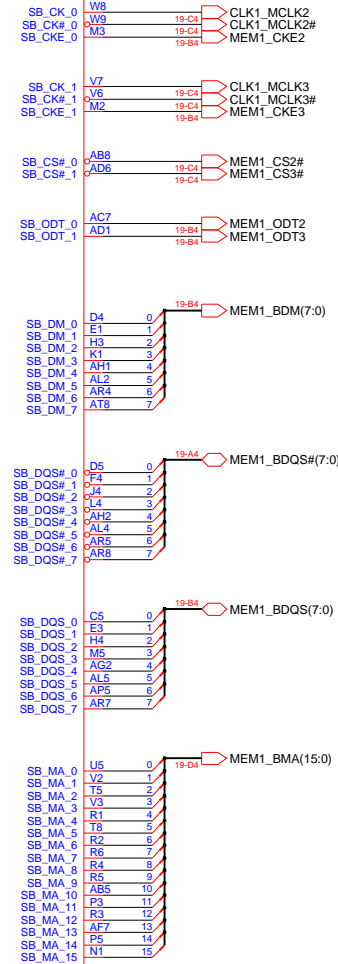 SB_CK_0 W8 CLK1_MCLK2
SB_CK#_0 W9 19-C4 CLK1_MCLK2#
SB_CKE_0 M3 19-C4 MEM1_CKE2
19-B4
SB_CK_1 V7 CLK1_MCLK3
SB_CK#_1 V6 19-C4 CLK1_MCLK3#
SB_CKE_1 M2 19-C4 MEM1_CKE3
19-B4
SB_CS#_0 AB8 MEM1_CS2#
SB_CS#_1 AD6 19-C4 MEM1_CS3#
19-C4
SB_ODT_0 AC7 MEM1_ODT2
SB_ODT_1 AD1 19-B4 MEM1_ODT3
19-B4
19-B4 MEM1_BDM(7:0)
SB_DM_0 D4 0
SB_DM_1 E1 1
SB_DM_2 H3 2
SB_DM_3 K1 3
SB_DM_4 AH1 4
SB_DM_5 AL2 5
SB_DM_6 AR4 6
SB_DM_7 AT8 7
19-A4 MEM1_BDQS#(7:0)
SB_DQS#_0 D5 0
SB_DQS#_1 F4 1
SB_DQS#_2 J4 2
SB_DQS#_3 L4 3
SB_DQS#_4 AH2 4
SB_DQS#_5 AL4 5
SB_DQS#_6 AR5 6
SB_DQS#_7 AR8 7
19-B4 MEM1_BDQS(7:0)
SB_DQS_0 C5 0
SB_DQS_1 E3 1
SB_DQS_2 H4 2
SB_DQS_3 M5 3
SB_DQS_4 AG2 4
SB_DQS_5 AL5 5
SB_DQS_6 AP5 6
SB_DQS_7 AR7 7
19-D4 MEM1_BMA(15:0)
SB_MA_0 U5 0
SB_MA_1 V2 1
SB_MA_2 T5 2
SB_MA_3 V3 3
SB_MA_4 R1 4
SB_MA_5 T8 5
SB_MA_6 R2 6
SB_MA_7 R6 7
SB_MA_8 R4 8
SB_MA_9 R5 9
SB_MA_10 AB5 10
SB_MA_11 P3 11
SB_MA_12 R3 12
SB_MA_13 AF7 13
SB_MA_14 P5 14
SB_MA_15 N1 15